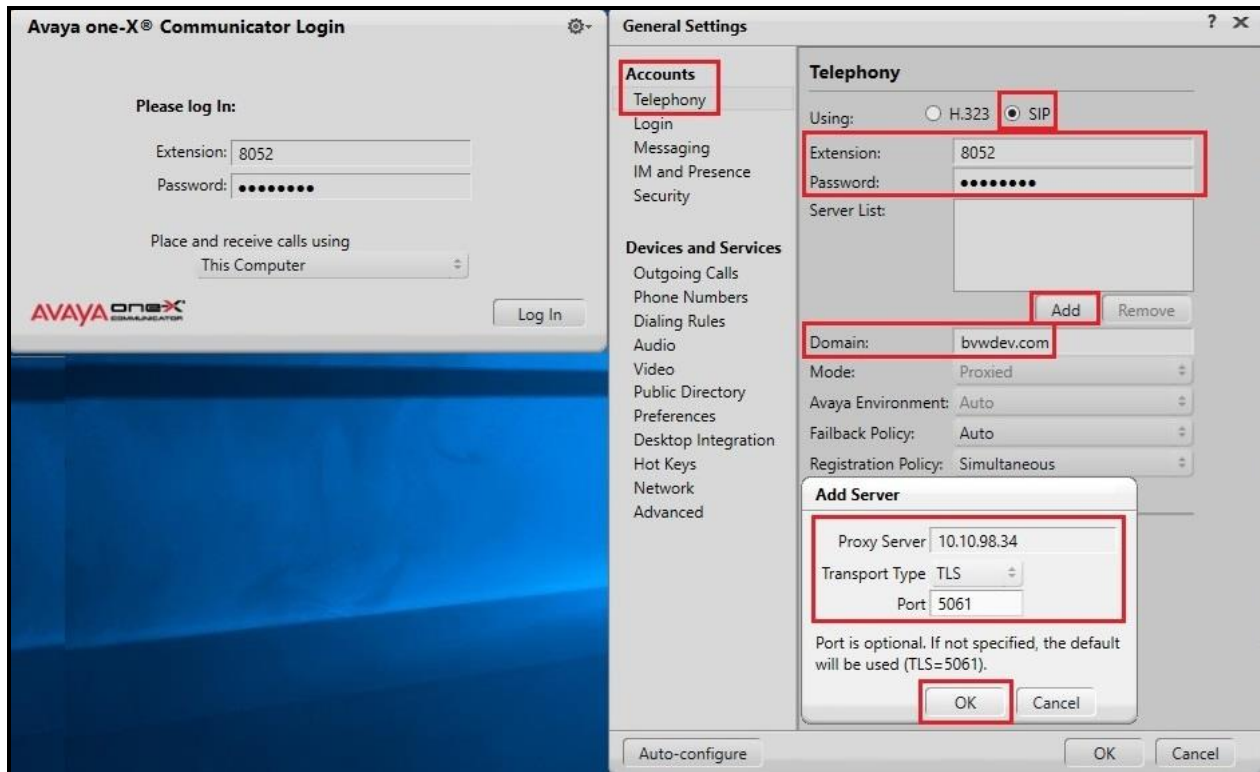 Avaya one-X® Communicator Login
Please log In:
Extension: 8052
Password: ••••••••
Place and receive calls using
This Computer
AVAYA one-X
COMMUNICATOR
Log In
General Settings
? ×
Accounts
Telephony
Login
Messaging
IM and Presence
Security
Devices and Services
Outgoing Calls
Phone Numbers
Dialing Rules
Audio
Video
Public Directory
Preferences
Desktop Integration
Hot Keys
Network
Advanced
Telephony
Using: H.323 SIP
Extension: 8052
Password: ••••••••
Server List:
Add Remove
Domain: bvwdev.com
Mode: Proxied
Avaya Environment: Auto
Failback Policy: Auto
Registration Policy: Simultaneous
Add Server
Proxy Server 10.10.98.34
Transport Type TLS
Port 5061
Port is optional. If not specified, the default
will be used (TLS=5061).
OK Cancel
Auto-configure OK Cancel